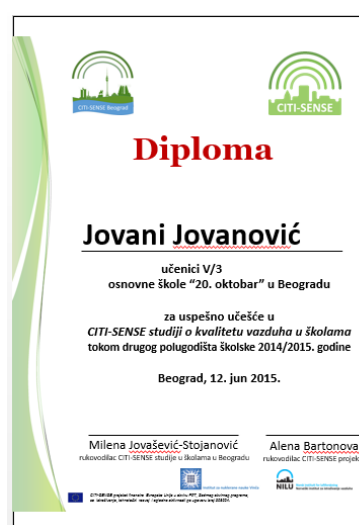 CITI-SENSE Beograd
CITI-SENSE
Diploma
Jovani Jovanović
učenici V/3
osnovne škole “20. oktobar” u Beogradu
za uspešno učešće u
CITI-SENSE studiji o kvalitetu vazduha u školama
tokom drugog polugodišta školske 2014/2015. godine
Beograd, 12. jun 2015.
Milena Jovašević-Stojanović
Alena Bartonova
rukovodilac CITI-SENSE studije u školama u Beogradu
rukovodilac CITI-SENSE projek
NILU